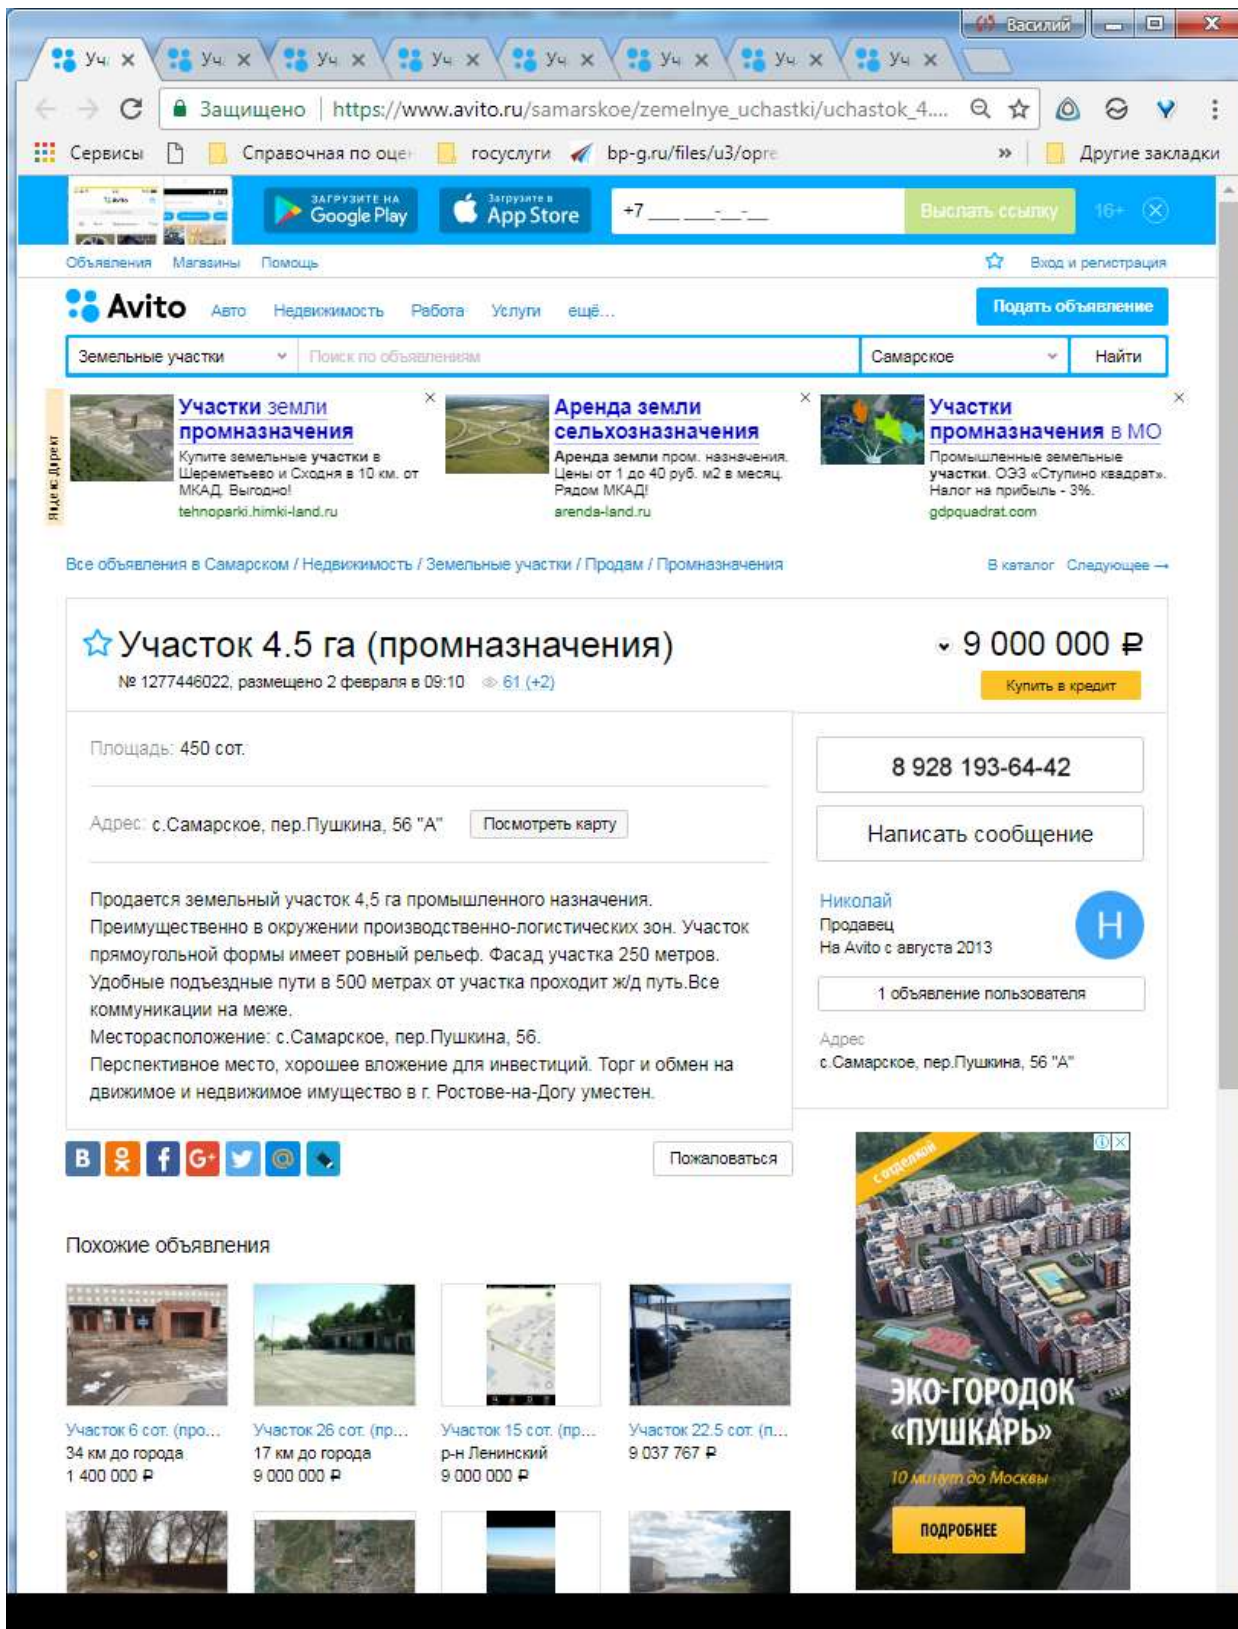 Василий
Уч
Уч
Уч
Уч
Уч
Уч
Уч
Уч
Защищено https://www.avito.ru/samarskoe/zemelnye_uchastki/uchastok_4....
Сервисы Справочная по оце госуслуги bp-g.ru/files/u3/opre » Другие закладки
ЗАГРУЗИТЕ НА
Google Play
Загрузите в
App Store
+7 ___ ___-__-__
Выслать ссылку
16+
Объявления Магазины Помощь
Вход и регистрация
Avito Авто Недвижимость Работа Услуги ещё...
Подать объявление
Земельные участки Поиск по объявлениям Самарское Найти
Яндекс.Директ
Участки земли
промназначения
Купите земельные участки в
Шереметьево и Сходня в 10 км. от
МКАД. Выгодно!
tehnoparki.himki-land.ru
Аренда земли
сельхозназначения
Аренда земли пром. назначения.
Цены от 1 до 40 руб. м2 в месяц.
Рядом МКАД!
arenda-land.ru
Участки
промназначения в МО
Промышленные земельные
участки. ОЭЗ «Ступино квадрат».
Налог на прибыль - 3%.
gdpquadrat.com
Все объявления в Самарском / Недвижимость / Земельные участки / Продам / Промназначения
В каталог Следующее →
Участок 4.5 га (промназначения)
9 000 000 ₽
№ 1277446022, размещено 2 февраля в 09:10 61 (+2)
Купить в кредит
Площадь: 450 сот.
Адрес: с.Самарское, пер.Пушкина, 56 "А" Посмотреть карту
Продается земельный участок 4,5 га промышленного назначения.
Преимущественно в окружении производственно-логистических зон. Участок
прямоугольной формы имеет ровный рельеф. Фасад участка 250 метров.
Удобные подъездные пути в 500 метрах от участка проходит ж/д путь.Все
коммуникации на меже.
Месторасположение: с.Самарское, пер.Пушкина, 56.
Перспективное место, хорошее вложение для инвестиций. Торг и обмен на
движимое и недвижимое имущество в г. Ростове-на-Догу уместен.
8 928 193-64-42
Написать сообщение
Николай
Продавец
На Avito с августа 2013
Н
1 объявление пользователя
Адрес
с.Самарское, пер.Пушкина, 56 "А"
Пожаловаться
Похожие объявления
Участок 6 сот. (про...
34 км до города
1 400 000 ₽
Участок 26 сот. (пр...
17 км до города
9 000 000 ₽
Участок 15 сот. (пр...
р-н Ленинский
9 000 000 ₽
Участок 22.5 сот. (п...
9 037 767 ₽
с отделкой
ЭКО-ГОРОДОК
«ПУШКАРЬ»
10 минут до Москвы
ПОДРОБНЕЕ